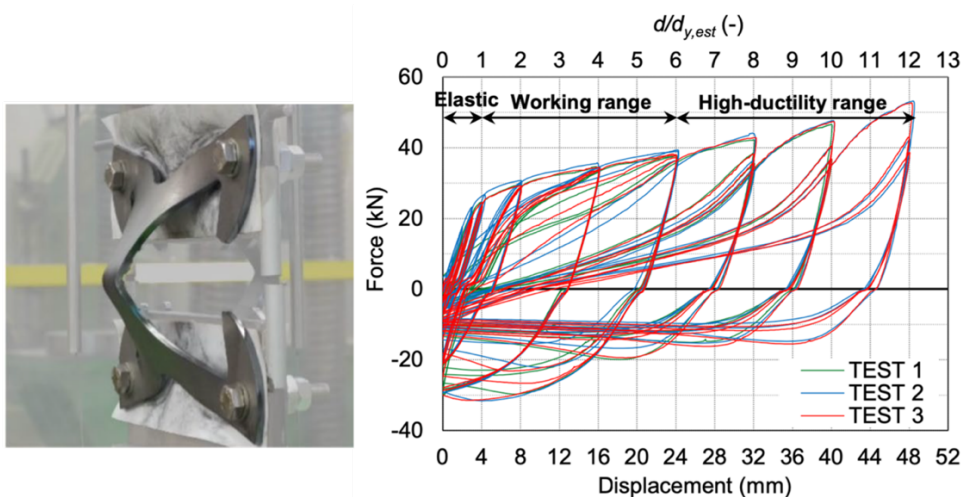 d/d_y,est (-)
0 1 2 3 4 5 6 7 8 9 10 11 12 13
60
Elastic Working range High-ductility range
40
20
0
-20
-40
Force (kN)
TEST 1
TEST 2
TEST 3
0 4 8 12 16 20 24 28 32 36 40 44 48 52
Displacement (mm)